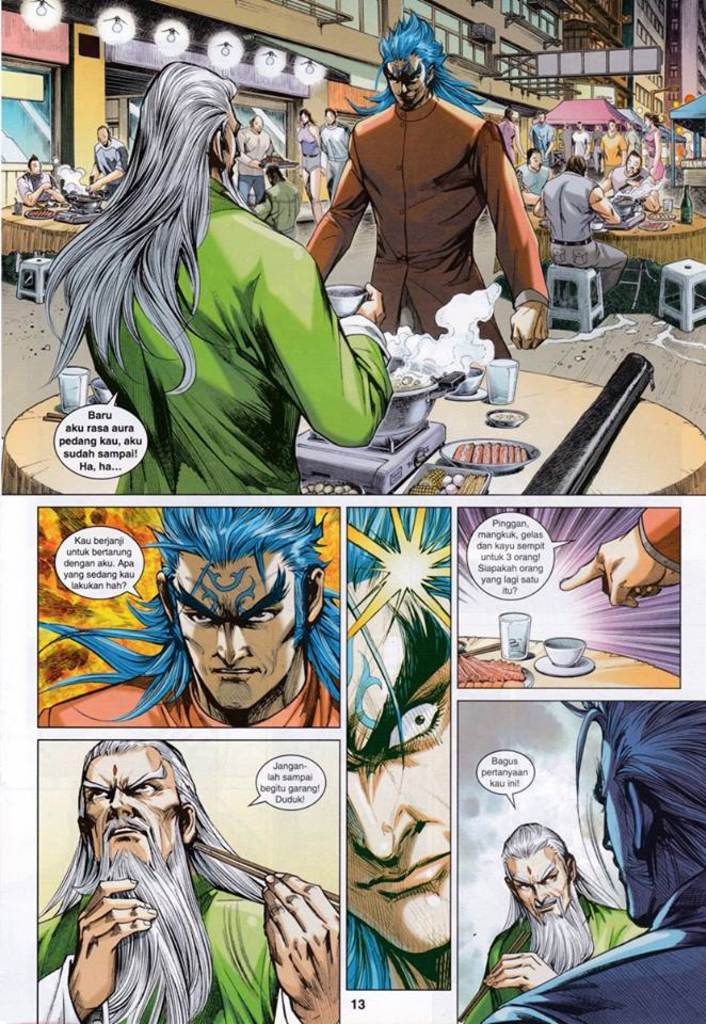 Baru
aku rasa aura
pedang kau, aku
sudah sampai!
Ha, ha...
Kau berjanji
untuk bertarung
dengan aku. Apa
yang sedang kau
lakukan hah?
Pinggan,
mangkuk, gelas
dan kayu sempit
untuk 3 orang!
Siapakah orang
yang lagi satu
itu?
Jangan-
lah sampai
begitu garang!
Duduk!
Bagus
pertanyaan
kau ini!
13